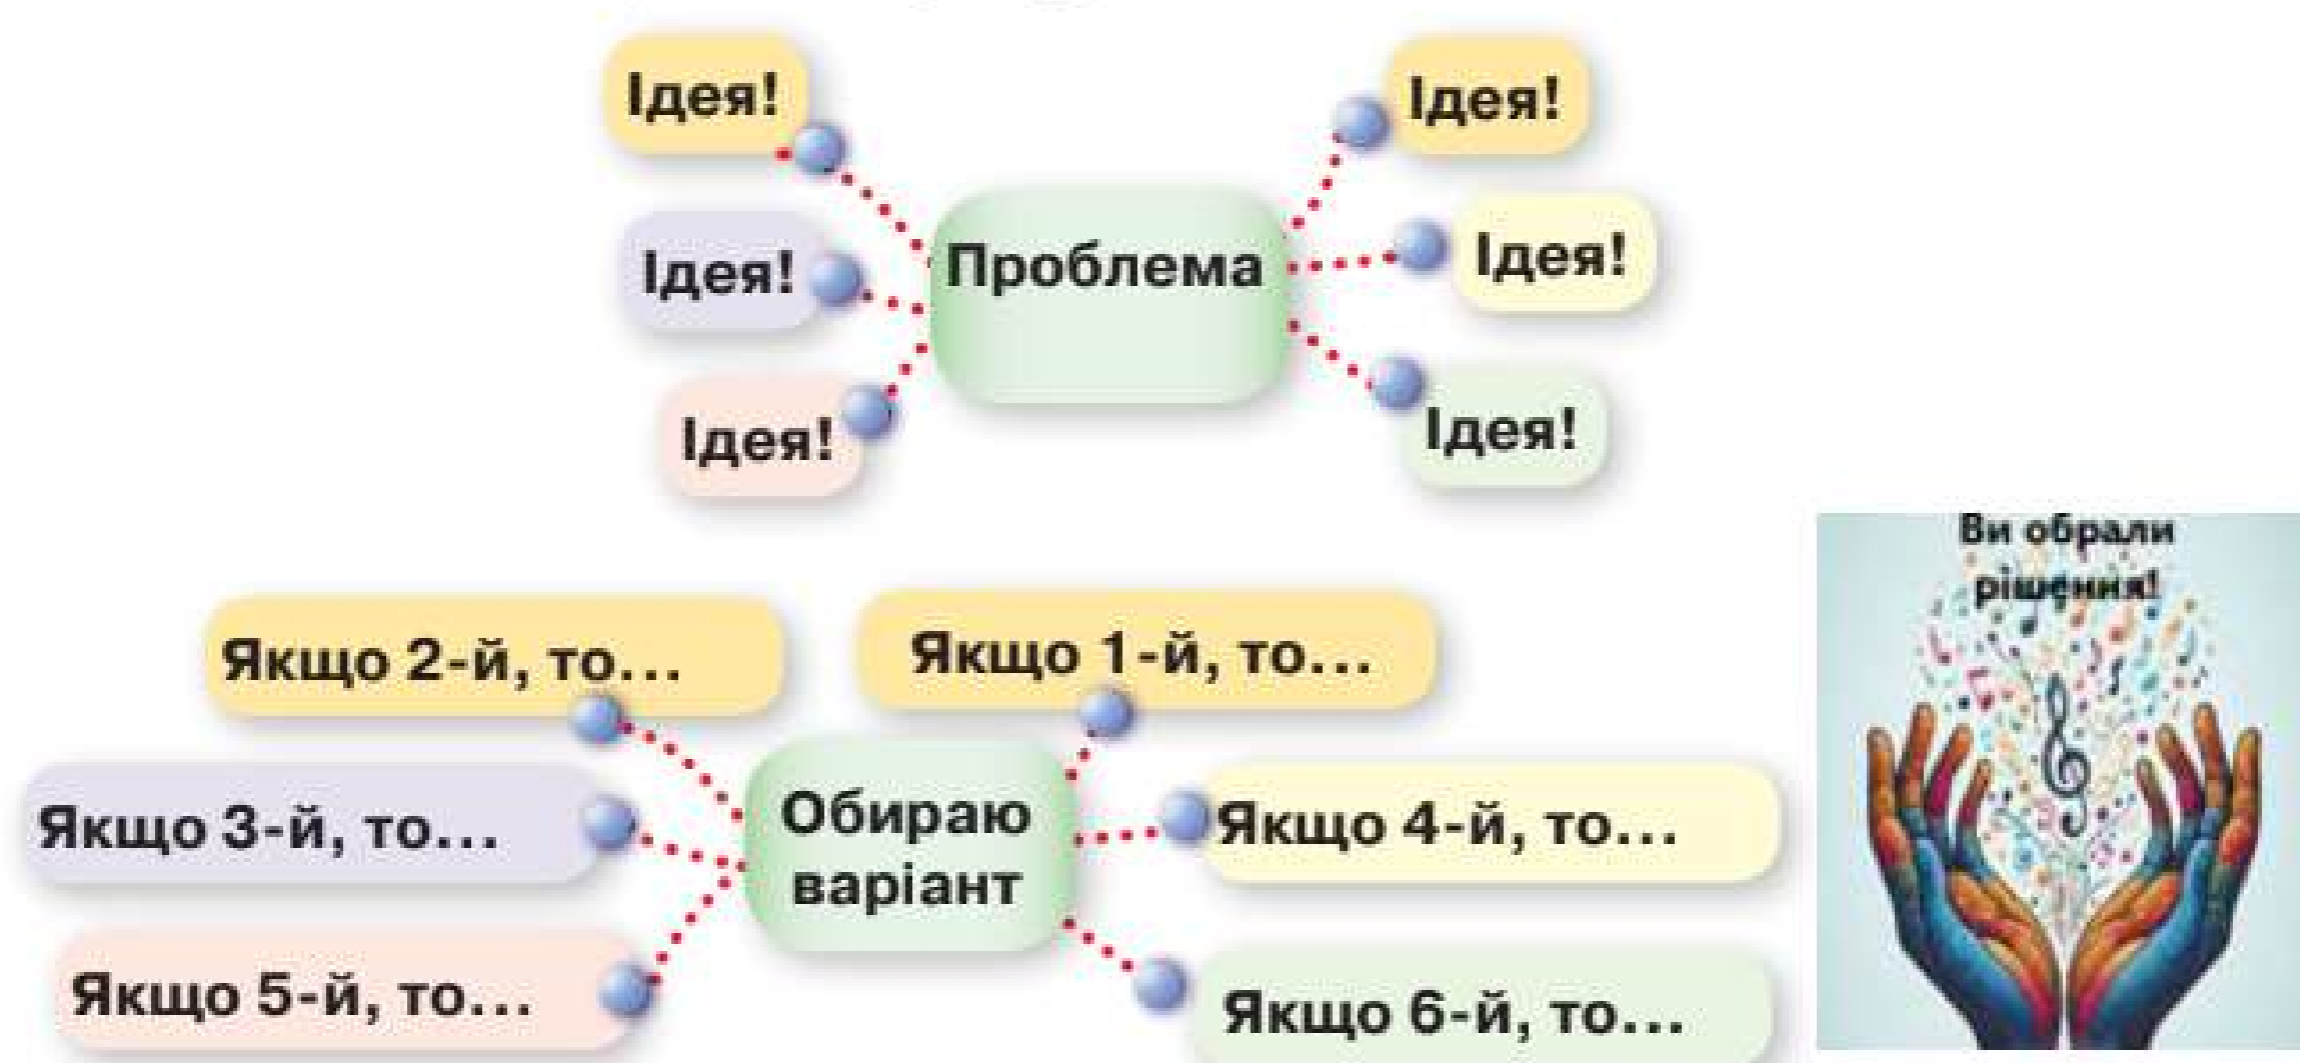 Ідея!
Ідея!
Ідея!
Проблема
Ідея!
Ідея!
Ідея!
Ви обрали
рішення!
Якщо 2-й, то...
Якщо 1-й, то...
Якщо 3-й, то...
Обираю
варіант
Якщо 4-й, то...
Якщо 5-й, то...
Якщо 6-й, то...